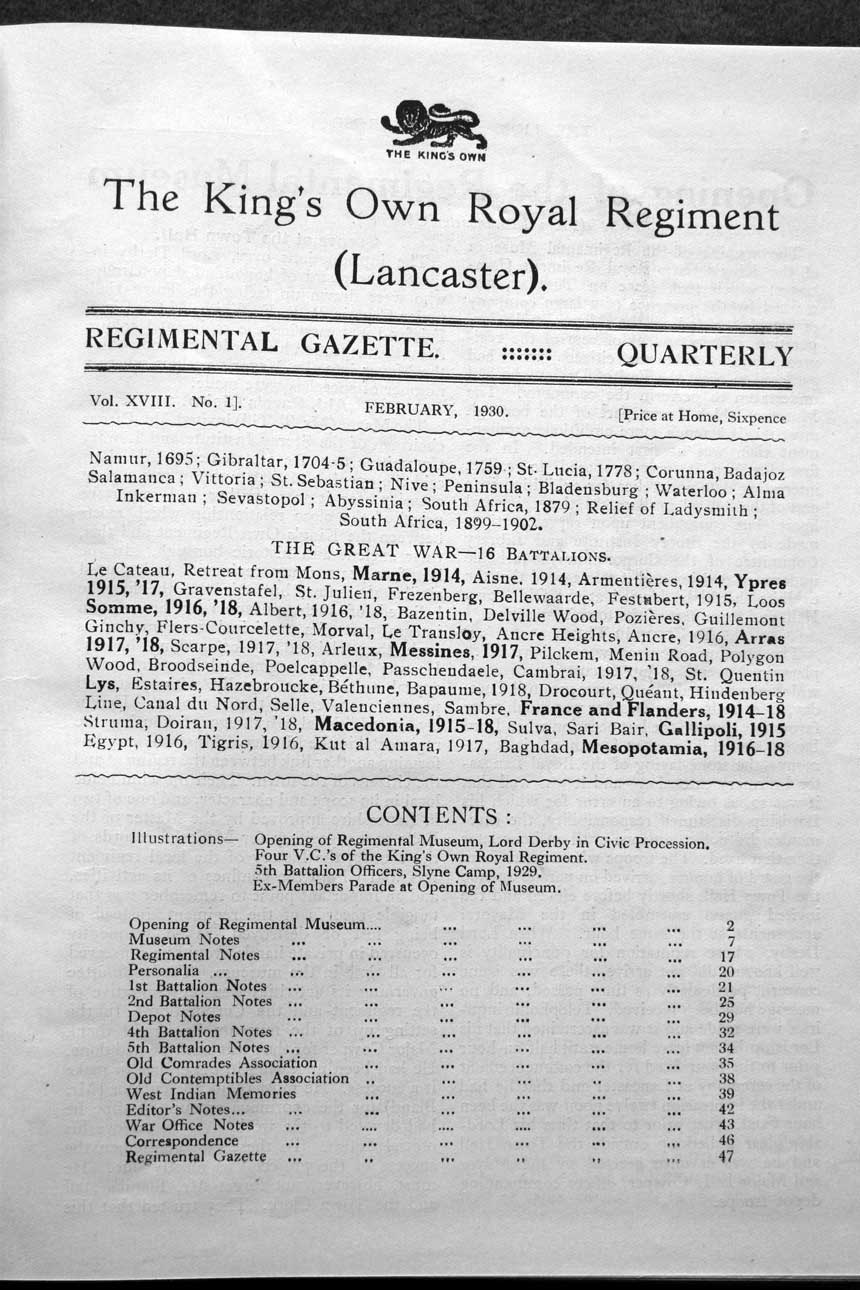 THE KING'S OWN
The King's Own Royal Regiment
(Lancaster).
REGIMENTAL GAZETTE. ::::::: QUARTERLY
Vol. XVIII. No. 1]. FEBRUARY, 1930. [Price at Home, Sixpence
Namur, 1695; Gibraltar, 1704-5; Guadaloupe, 1759; St. Lucia, 1778; Corunna, Badajoz
Salamanca; Vittoria; St. Sebastian; Nive; Peninsula; Bladensburg; Waterloo; Alma
Inkerman; Sevastopol; Abyssinia; South Africa, 1879; Relief of Ladysmith;
South Africa, 1899-1902.
THE GREAT WAR—16 BATTALIONS.
Le Cateau, Retreat from Mons, Marne, 1914, Aisne. 1914, Armentières, 1914, Ypres
1915, '17, Gravenstafel, St. Julien, Frezenberg, Bellewaarde, Festubert, 1915, Loos
Somme, 1916, '18, Albert, 1916, '18, Bazentin, Delville Wood, Pozières, Guillemont
Ginchy, Flers-Courcelette, Morval, Le Transloy, Ancre Heights, Ancre, 1916, Arras
1917, '18, Scarpe, 1917, '18, Arleux, Messines, 1917, Pilckem, Menin Road, Polygon
Wood, Broodseinde, Poelcappelle, Passchendaele, Cambrai, 1917, '18, St. Quentin
Lys, Estaires, Hazebroucke, Béthune, Bapaume, 1918, Drocourt, Quéant, Hindenberg
Line, Canal du Nord, Selle, Valenciennes, Sambre, France and Flanders, 1914-18
Struma, Doiran, 1917, '18, Macedonia, 1915-18, Sulva, Sari Bair, Gallipoli, 1915
Egypt, 1916, Tigris, 1916, Kut al Amara, 1917, Baghdad, Mesopotamia, 1916-18
CONTENTS :
Illustrations— Opening of Regimental Museum, Lord Derby in Civic Procession.
Four V.C.'s of the King's Own Royal Regiment.
5th Battalion Officers, Slyne Camp, 1929.
Ex-Members Parade at Opening of Museum.
Opening of Regimental Museum.... ... ... ... ... 2
Museum Notes ... ... ... ... ... ... 7
Regimental Notes ... ... ... ... ... ... 17
Personalia ... ... ... ... ... ... ... 20
1st Battalion Notes ... ... ... ... ... ... 21
2nd Battalion Notes ... ... ... ... ... ... 25
Depot Notes ... ... ... ... ... ... 29
4th Battalion Notes ... ... ... ... ... ... 32
5th Battalion Notes ... ... ... ... ... ... 34
Old Comrades Association ... ... ... ... ... 35
Old Contemptibles Association .. ... ... .. ... 38
West Indian Memories ... ... ... ... ... 39
Editor's Notes... ... ... ... ... ... ... 42
War Office Notes ... .... .... .... ... ... 43
Correspondence ... ... ... ... ... ... 46
Regimental Gazette ... .. ... .. .. ... 47